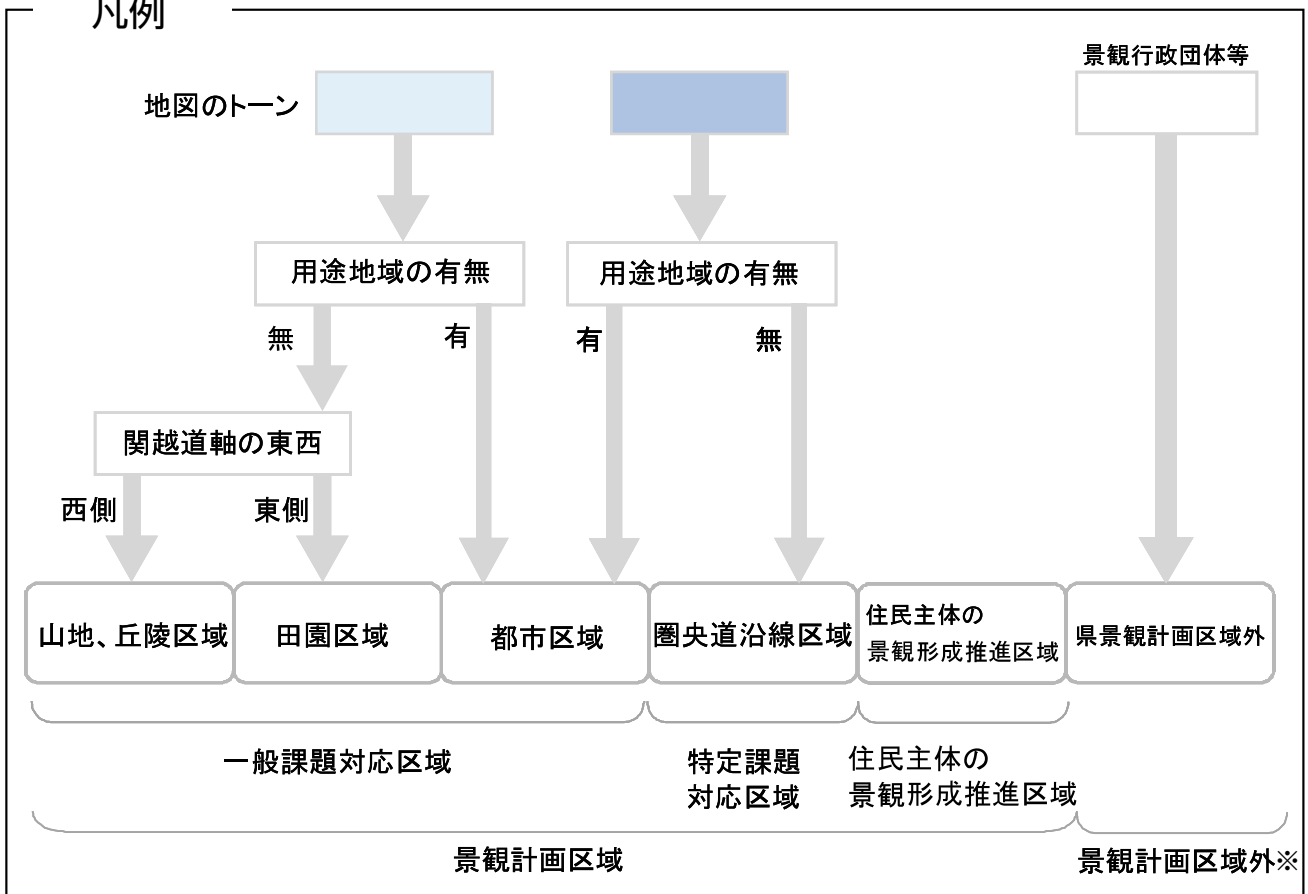 凡例
景観行政団体等
地図のトーン
用途地域の有無
用途地域の有無
無
有
有
無
関越道軸の東西
西側
東側
山地、丘陵区域
田園区域
都市区域
圏央道沿線区域
住民主体の
景観形成推進区域
県景観計画区域外
一般課題対応区域
特定課題
対応区域
住民主体の
景観形成推進区域
景観計画区域
景観計画区域外※